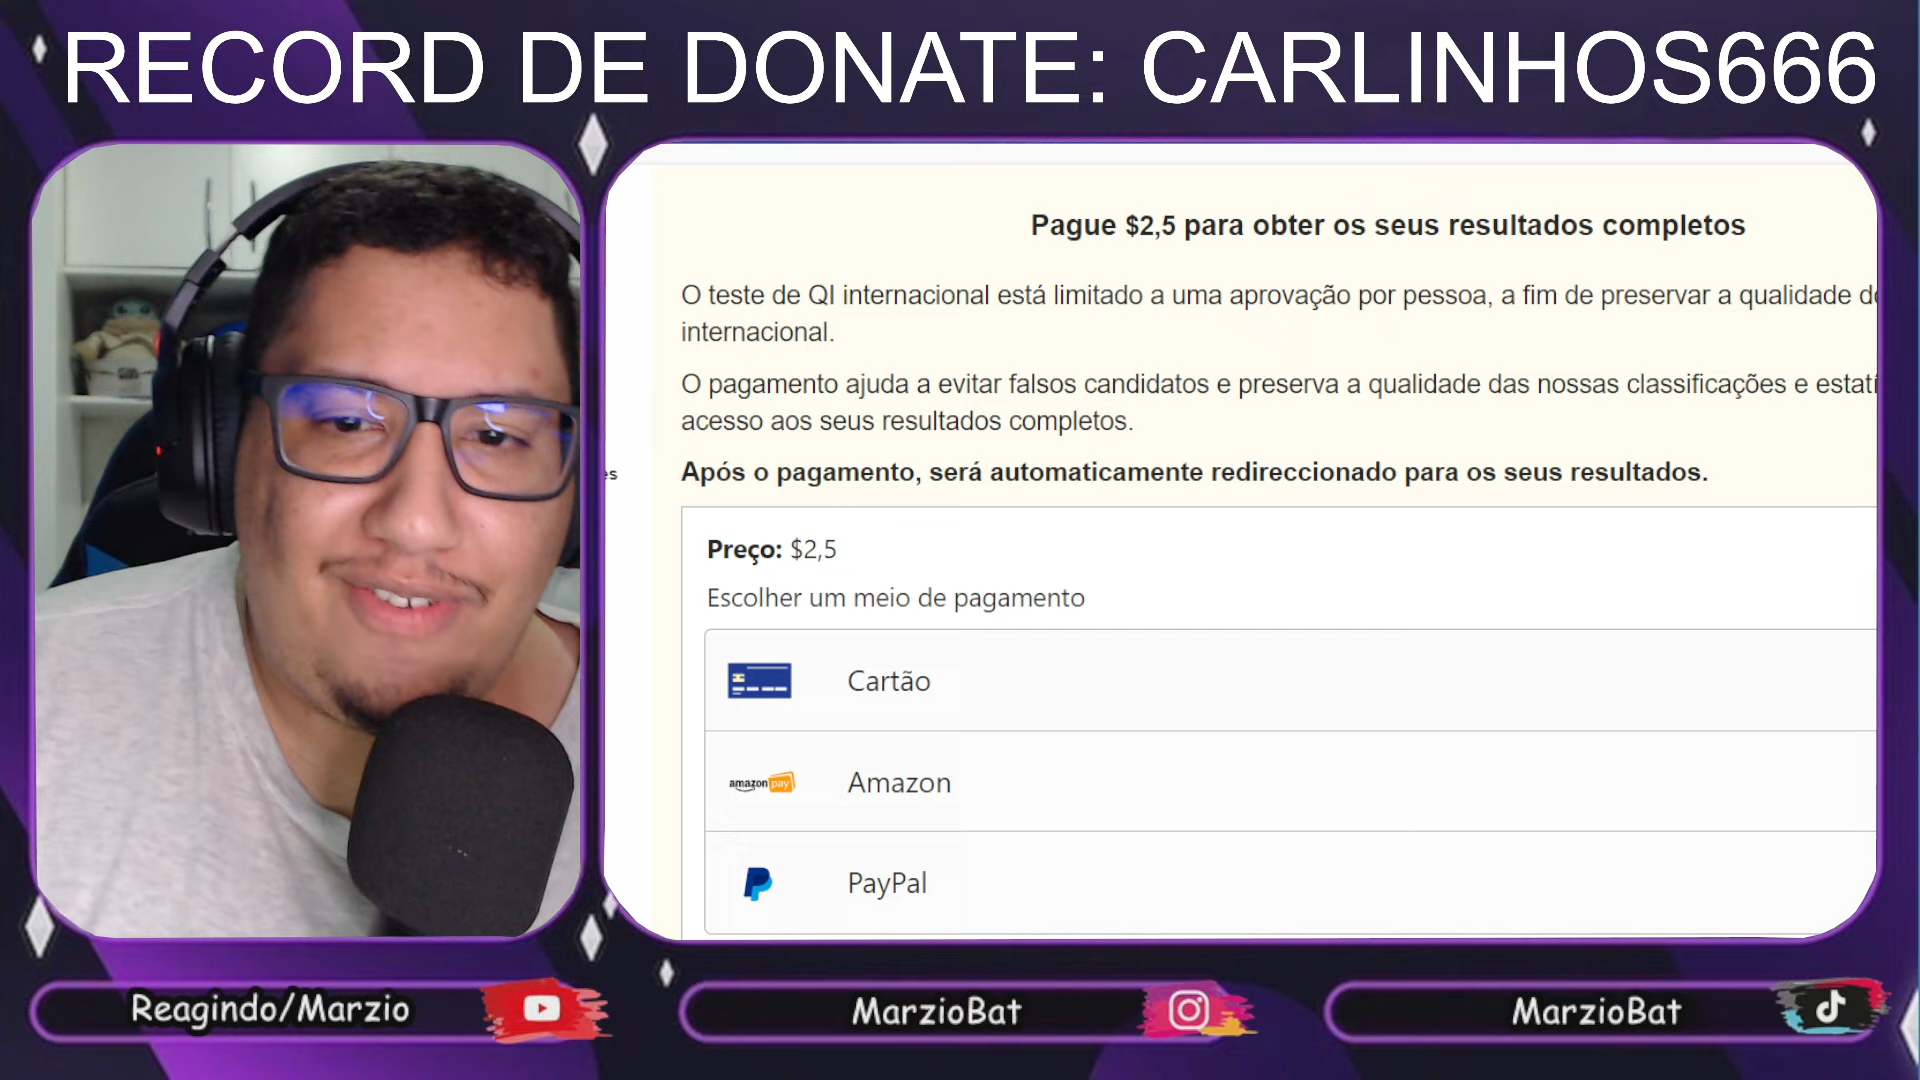 RECORD DE DONATE: CARLINHOS666
Pague $2,5 para obter os seus resultados completos
O teste de QI internacional está limitado a uma aprovação por pessoa, a fim de preservar a qualidade
internacional.
O pagamento ajuda a evitar falsos candidatos e preserva a qualidade das nossas classificações e
acesso aos seus resultados completos.
Após o pagamento, será automaticamente redireccionado para os seus resultados.
Preço: $2,5
Escolher um meio de pagamento
Cartão
amazon pay
Amazon
PayPal
Reagindo/Marzio
MarzioBat
MarzioBat